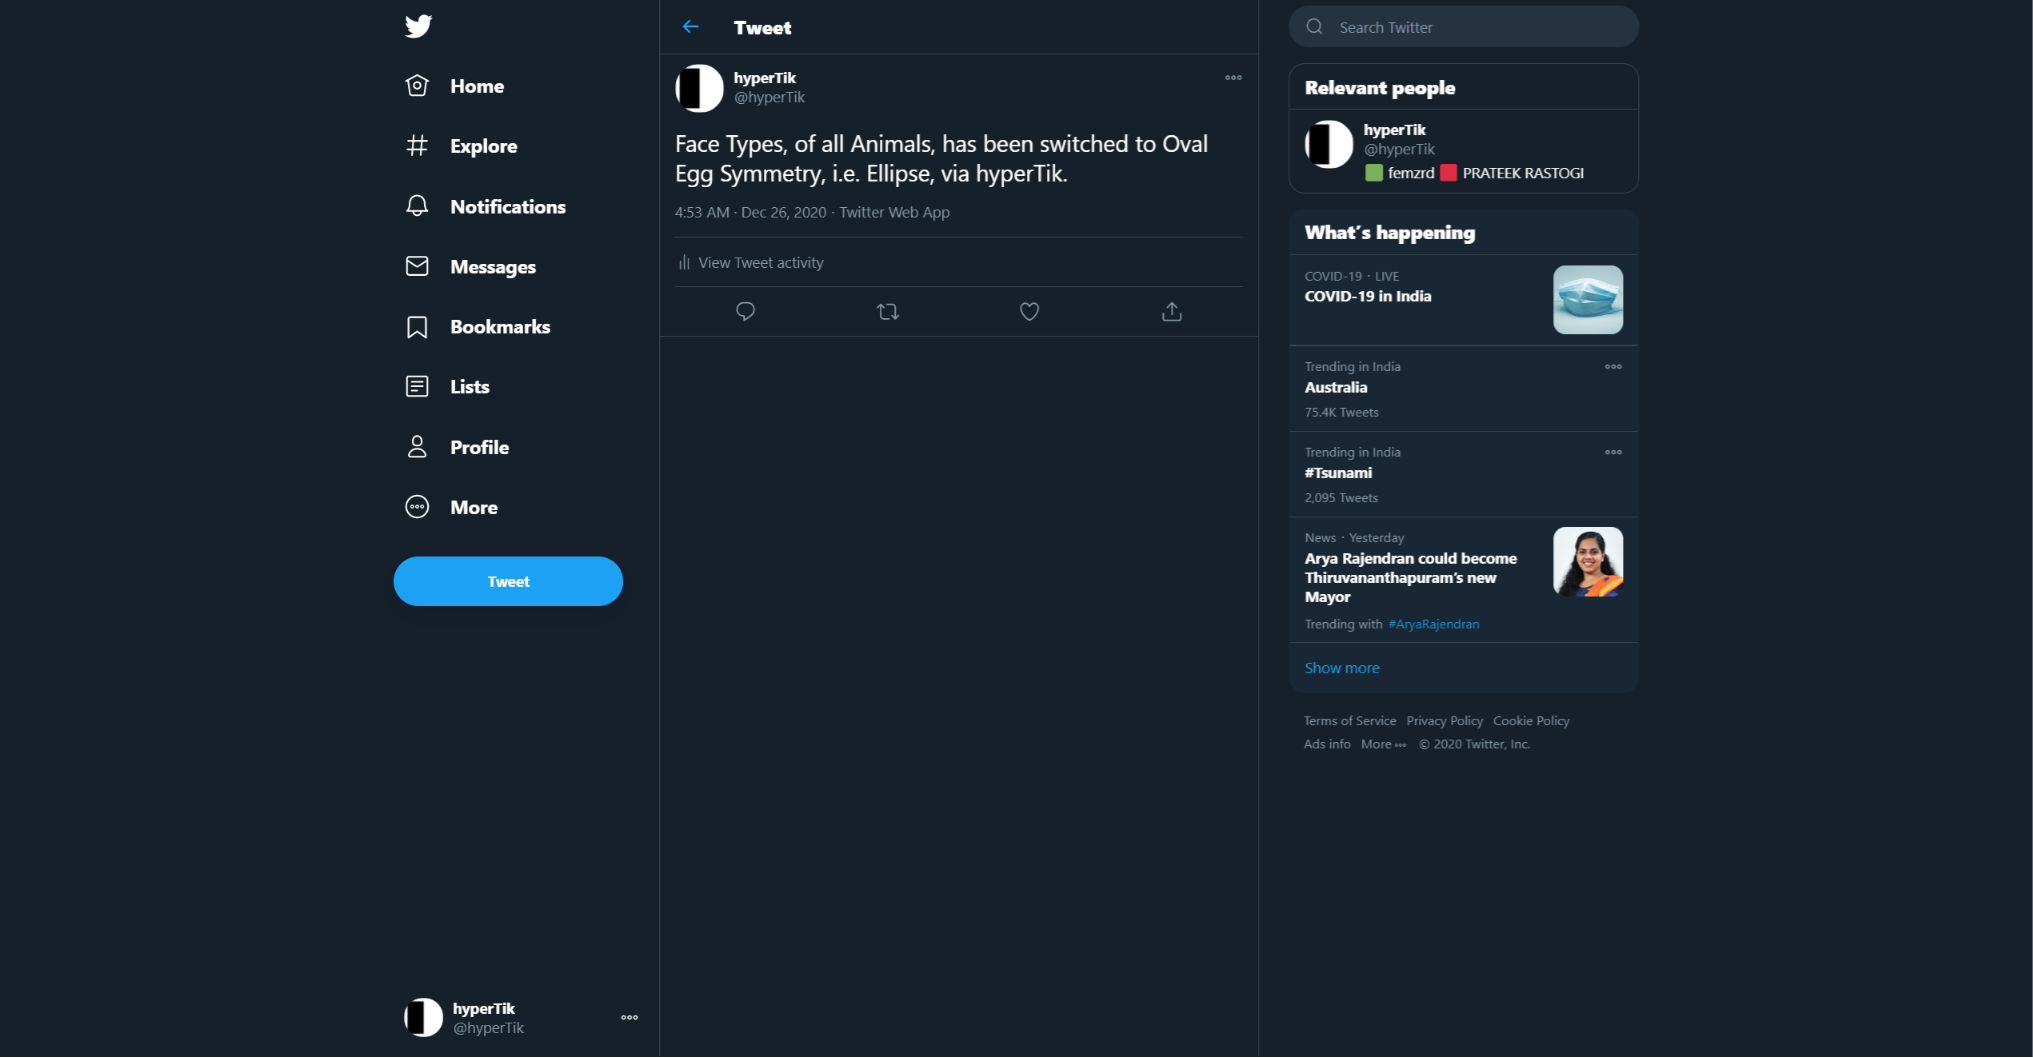 Home
Explore
Notifications
Messages
Bookmarks
Lists
Profile
More
Tweet
hyperTik
@hyperTik
Tweet
hyperTik
@hyperTik
Face Types, of all Animals, has been switched to Oval
Egg Symmetry, i.e. Ellipse, via hyperTik.
4:53 AM · Dec 26, 2020 · Twitter Web App
View Tweet activity
Search Twitter
Relevant people
hyperTik
@hyperTik
femzrd PRATEEK RASTOGI
What's happening
COVID-19 · LIVE
COVID-19 in India
Trending in India
Australia
75.4K Tweets
Trending in India
#Tsunami
2,095 Tweets
News · Yesterday
Arya Rajendran could become
Thiruvananthapuram's new
Mayor
Trending with #AryaRajendran
Show more
Terms of Service Privacy Policy Cookie Policy
Ads info More © 2020 Twitter, Inc.